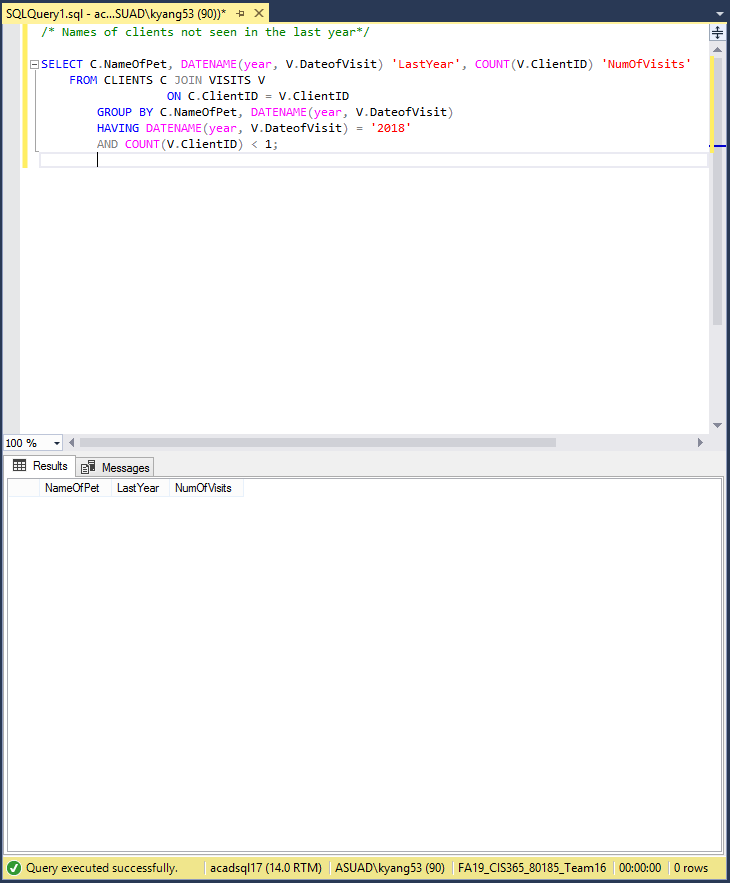 SQLQuery1.sql - ac...SUAD\kyang53 (90))*
/* Names of clients not seen in the last year*/
SELECT C.NameOfPet, DATENAME(year, V.DateofVisit) 'LastYear', COUNT(V.ClientID) 'NumOfVisits'
FROM CLIENTS C JOIN VISITS V
ON C.ClientID = V.ClientID
GROUP BY C.NameOfPet, DATENAME(year, V.DateofVisit)
HAVING DATENAME(year, V.DateofVisit) = '2018'
AND COUNT(V.ClientID) < 1;
100 %
Results Messages
NameOfPet LastYear NumOfVisits
Query executed successfully. acadsql17 (14.0 RTM) ASUAD\kyang53 (90) FA19_CIS365_80185_Team16 00:00:00 0 rows